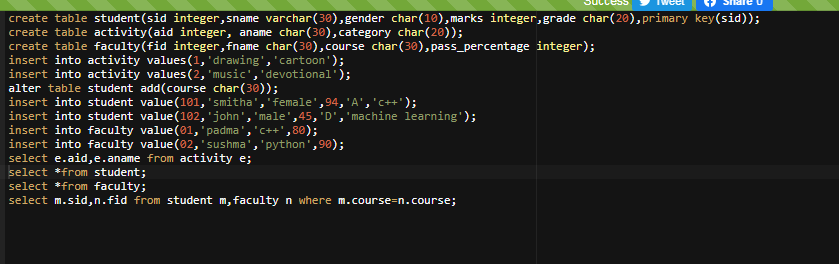 Success Tweet Share 0
create table student(sid integer,sname varchar(30),gender char(10),marks integer,grade char(20),primary key(sid));
create table activity(aid integer, aname char(30),category char(20));
create table faculty(fid integer,fname char(30),course char(30),pass_percentage integer);
insert into activity values(1,'drawing','cartoon');
insert into activity values(2,'music','devotional');
alter table student add(course char(30));
insert into student value(101,'smitha','female',94,'A','c++');
insert into student value(102,'john','male',45,'D','machine learning');
insert into faculty value(01,'padma','c++',80);
insert into faculty value(02,'sushma','python',90);
select e.aid,e.aname from activity e;
select *from student;
select *from faculty;
select m.sid,n.fid from student m,faculty n where m.course=n.course;